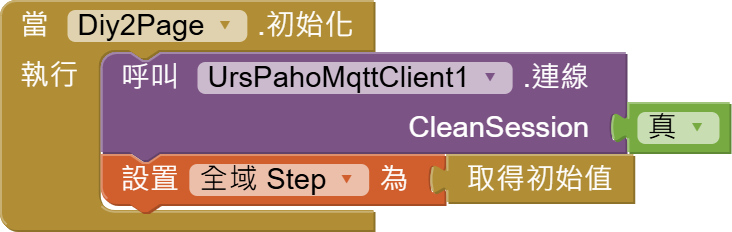 當 Diy2Page .初始化
執行 呼叫 UrsPahoMqttClient1 .連線
CleanSession 真
設置 全域 Step 為 取得初始值